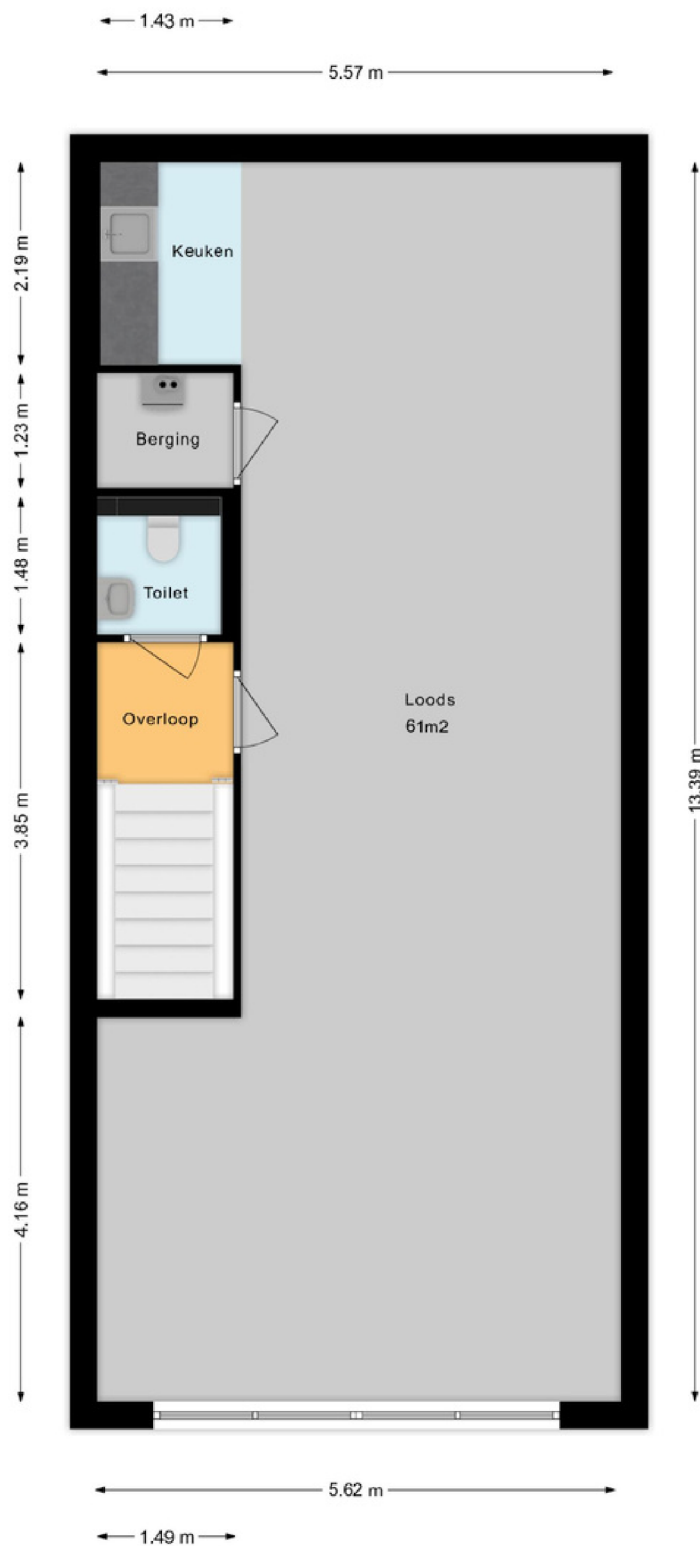 1.43 m
5.57 m
2.19 m
Keuken
1.23 m
Berging
1.48 m
Toilet
Overloop
Loods
61m2
3.85 m
13.39 m
4.16 m
5.62 m
1.49 m